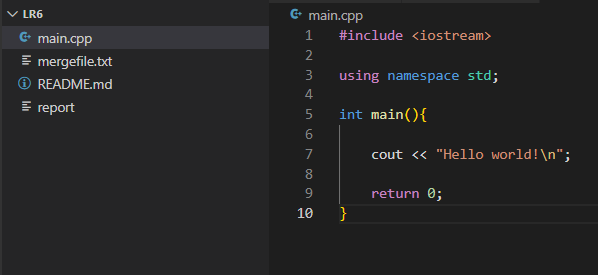 LR6
main.cpp
mergefile.txt
README.md
report
main.cpp
1 #include <iostream>
2
3 using namespace std;
4
5 int main(){
6
7     cout << "Hello world!\n";
8
9     return 0;
10 }